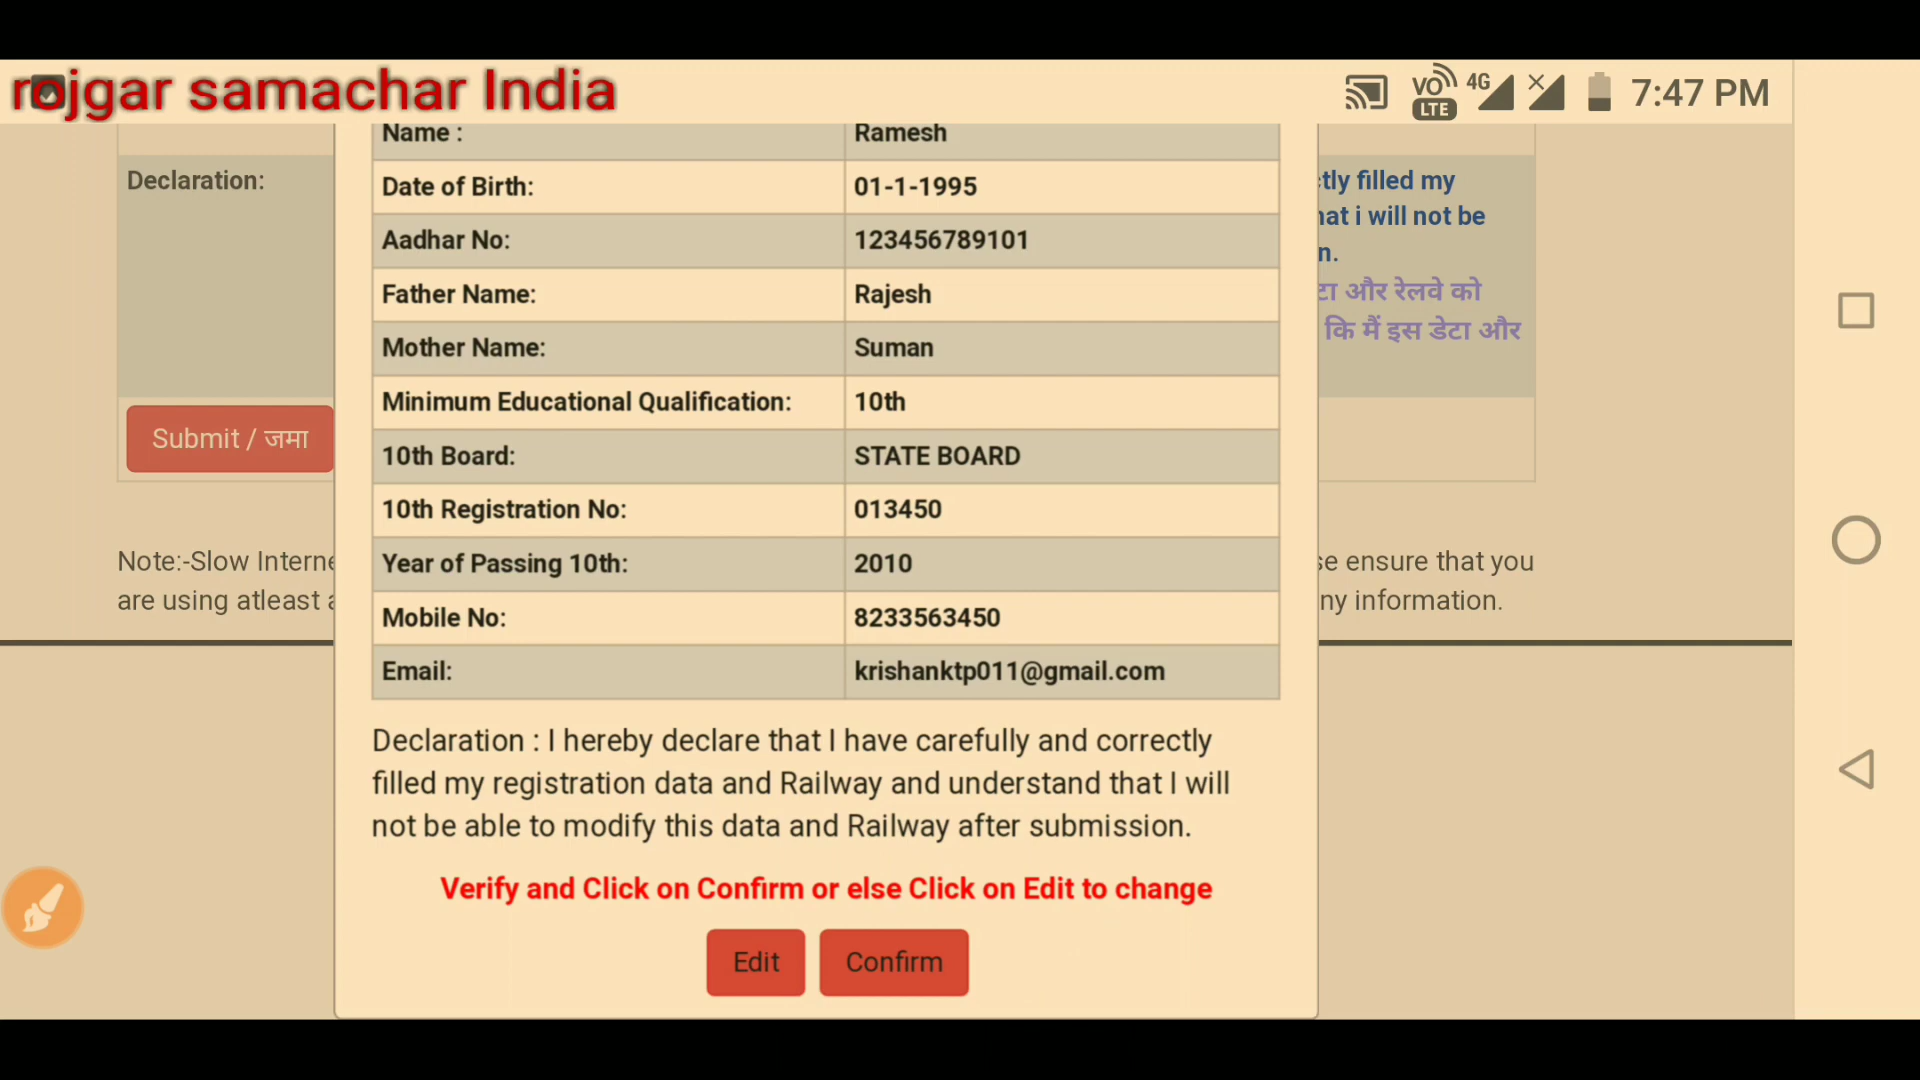 rojgar samachar India
VO LTE 4G 7:47 PM
Name : Ramesh
Date of Birth: 01-1-1995
Aadhar No: 123456789101
Father Name: Rajesh
Mother Name: Suman
Minimum Educational Qualification: 10th
10th Board: STATE BOARD
10th Registration No: 013450
Year of Passing 10th: 2010
Mobile No: 8233563450
Email: krishanktp011@gmail.com
Declaration : I hereby declare that I have carefully and correctly
filled my registration data and Railway and understand that I will
not be able to modify this data and Railway after submission.
Verify and Click on Confirm or else Click on Edit to change
Edit Confirm
Declaration:
Submit / जमा
Note:-Slow Interne
are using atleast
tly filled my
hat i will not be
n.
टा और रेलवे को
कि मैं इस डेटा और
se ensure that you
ny information.